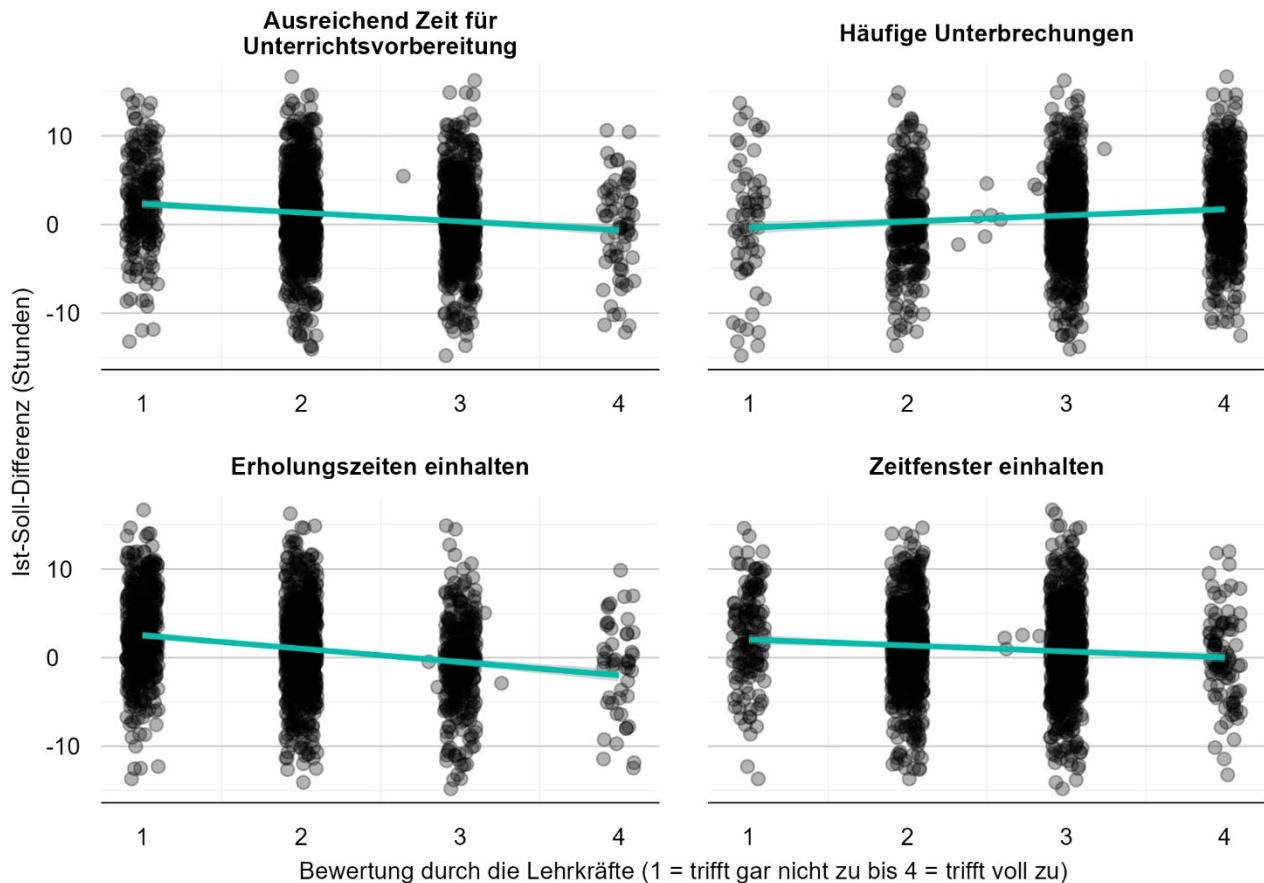 Ausreichend Zeit für
Unterrichtsvorbereitung
Häufige Unterbrechungen
10
0
-10
1 2 3 4
1 2 3 4
Erholungszeiten einhalten
Zeitfenster einhalten
10
0
-10
1 2 3 4
1 2 3 4
Ist-Soll-Differenz (Stunden)
Bewertung durch die Lehrkräfte (1 = trifft gar nicht zu bis 4 = trifft voll zu)